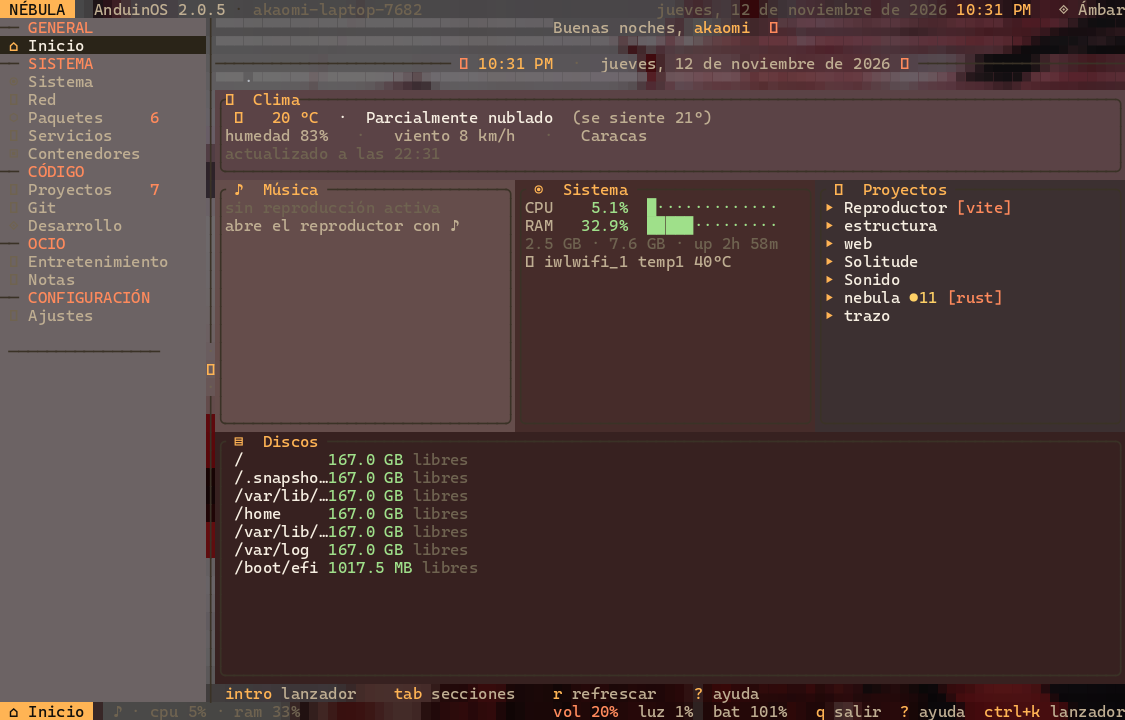 NÉBULA AnduinOS 2.0.5 · akaomi-laptop-7682 jueves, 12 de noviembre de 2026 10:31 PM ◈ Ámbar
GENERAL
⌂ Inicio
SISTEMA
Sistema
Red
Paquetes 6
Servicios
Contenedores
CÓDIGO
Proyectos 7
Git
Desarrollo
OCIO
Entretenimiento
Notas
CONFIGURACIÓN
Ajustes
Buenas noches, akaomi
10:31 PM · jueves, 12 de noviembre de 2026
Clima
20 °C · Parcialmente nublado (se siente 21°)
humedad 83% · viento 8 km/h · Caracas
actualizado a las 22:31
♪ Música
sin reproducción activa
abre el reproductor con ♪
◉ Sistema
CPU 5.1%
RAM 32.9%
2.5 GB · 7.6 GB · up 2h 58m
iwlwifi_1 temp1 40°C
Proyectos
▸ Reproductor [vite]
▸ estructura
▸ web
▸ Solitude
▸ Sonido
▸ nebula ●11 [rust]
▸ trazo
▤ Discos
/ 167.0 GB libres
/.snapsho…167.0 GB libres
/var/lib/…167.0 GB libres
/home 167.0 GB libres
/var/lib/…167.0 GB libres
/var/log 167.0 GB libres
/boot/efi 1017.5 MB libres
intro lanzador tab secciones r refrescar ? ayuda
⌂ Inicio ♪ · cpu 5% · ram 33% vol 20% luz 1% bat 101% q salir ? ayuda ctrl+k lanzador